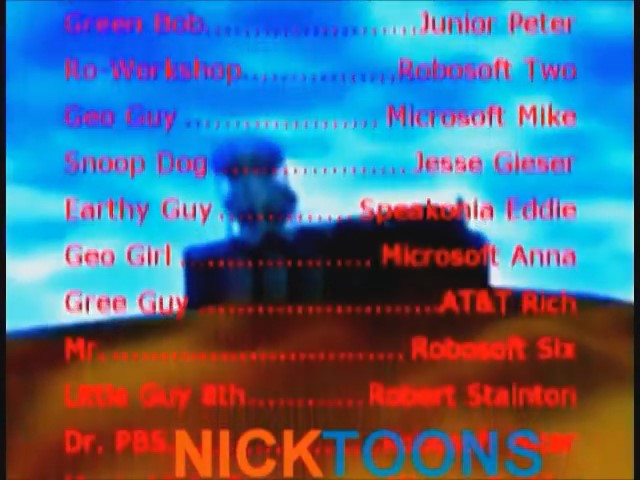 Green Bob....................Junior Peter
Ro-Workshop..............Robosoft Two
Geo Guy .................. Microsoft Mike
Snoop Dog ..................Jesse Gieser
Earthy Guy ............. Speakonia Eddie
Geo Girl .................. Microsoft Anna
Gree Guy .......................AT&T Rich
Mr. ............................ Robosoft Six
Little Guy 8th........... Robert Stainton
Dr. PBS
NICKTOONS